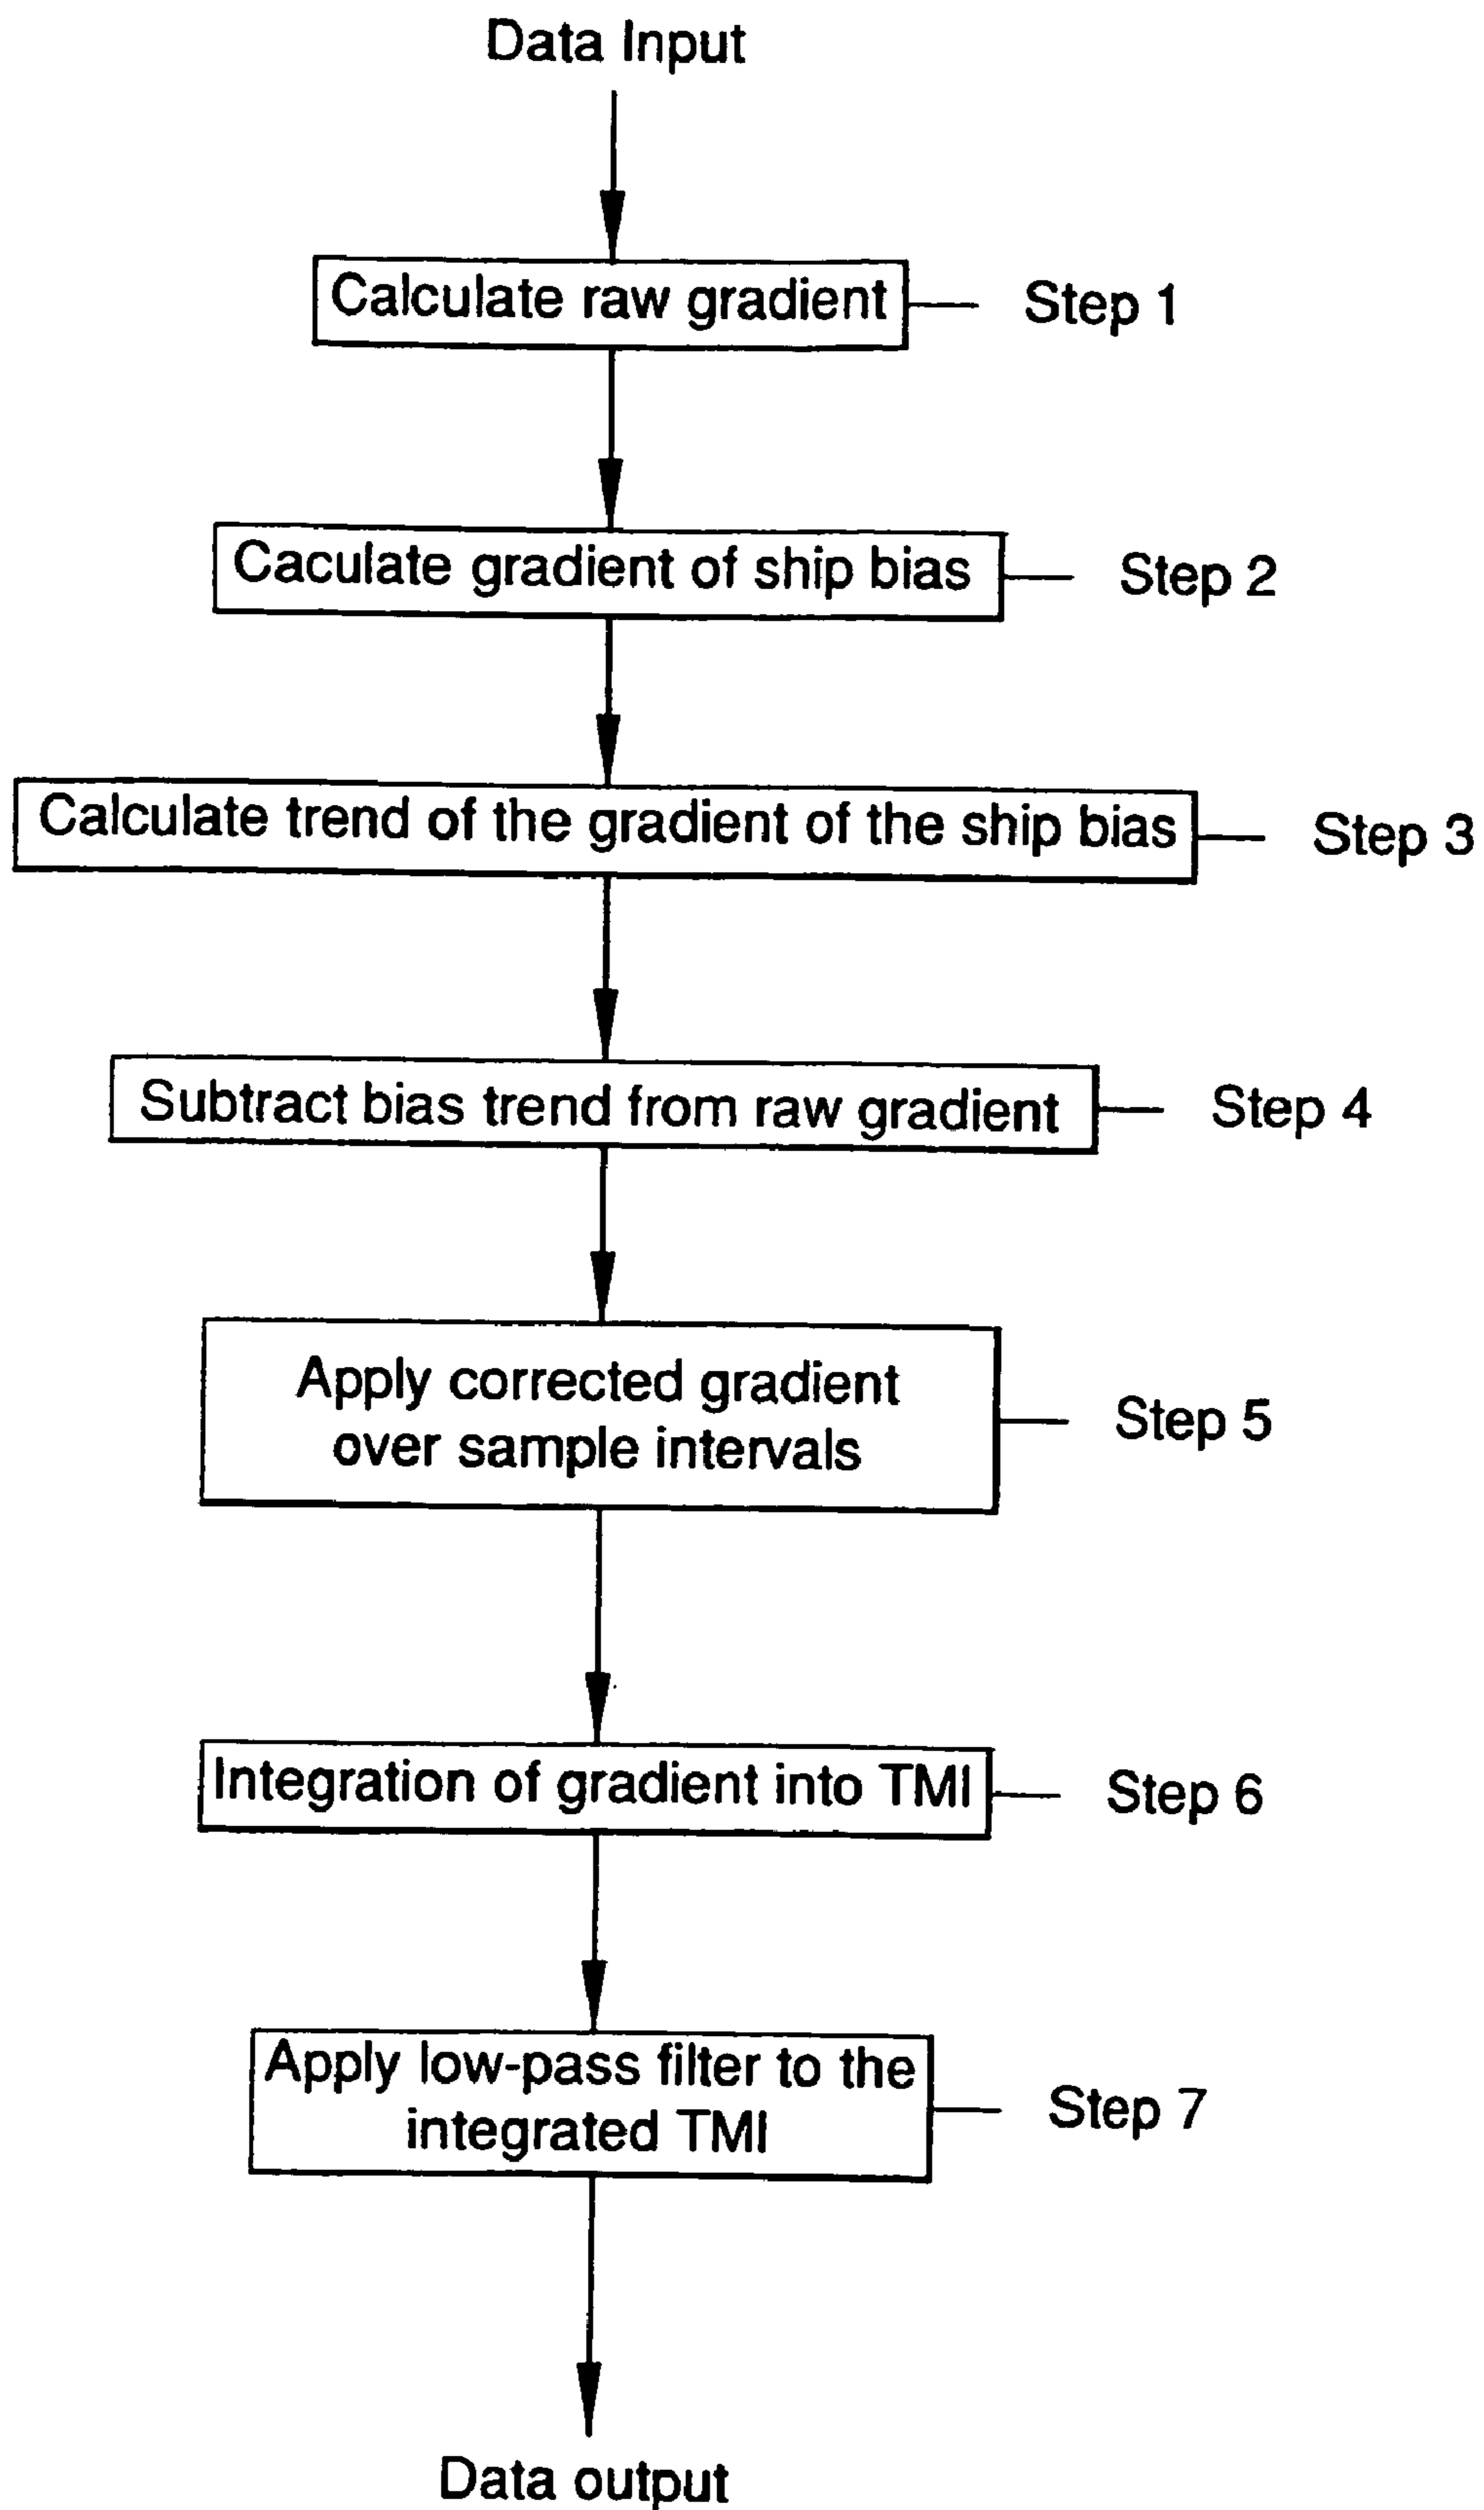 Data Input
Calculate raw gradient
Step 1
Caculate gradient of ship bias
Step 2
Calculate trend of the gradient of the ship bias
Step 3
Subtract bias trend from raw gradient
Step 4
Apply corrected gradient
over sample intervals
Step 5
Integration of gradient into TMI
Step 6
Apply low-pass filter to the
integrated TMI
Step 7
Data output